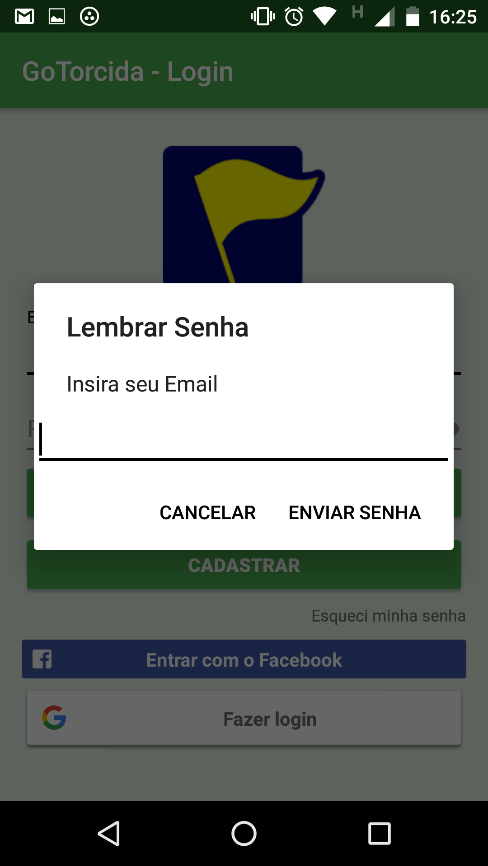 H
16:25
GoTorcida - Login
Lembrar Senha
Insira seu Email
CANCELAR ENVIAR SENHA
CADASTRAR
Esqueci minha senha
Entrar com o Facebook
Fazer login